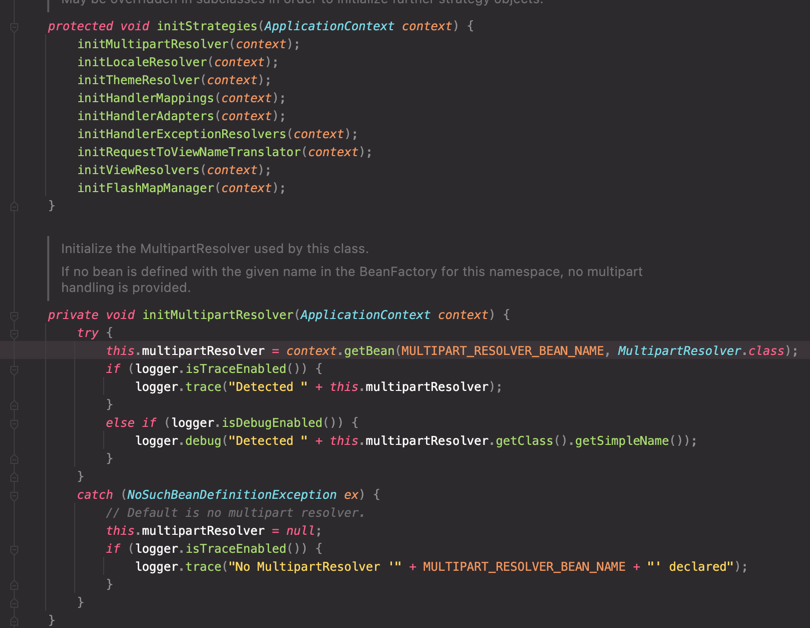 May be overridden in subclasses in order to initialize further strategy objects.
protected void initStrategies(ApplicationContext context) {
initMultipartResolver(context);
initLocaleResolver(context);
initThemeResolver(context);
initHandlerMappings(context);
initHandlerAdapters(context);
initHandlerExceptionResolvers(context);
initRequestToViewNameTranslator(context);
initViewResolvers(context);
initFlashMapManager(context);
}
Initialize the MultipartResolver used by this class.
If no bean is defined with the given name in the BeanFactory for this namespace, no multipart
handling is provided.
private void initMultipartResolver(ApplicationContext context) {
try {
this.multipartResolver = context.getBean(MULTIPART_RESOLVER_BEAN_NAME, MultipartResolver.class);
if (logger.isTraceEnabled()) {
logger.trace("Detected " + this.multipartResolver);
}
else if (logger.isDebugEnabled()) {
logger.debug("Detected " + this.multipartResolver.getClass().getSimpleName());
}
}
catch (NoSuchBeanDefinitionException ex) {
// Default is no multipart resolver.
this.multipartResolver = null;
if (logger.isTraceEnabled()) {
logger.trace("No MultipartResolver '" + MULTIPART_RESOLVER_BEAN_NAME + "' declared");
}
}
}